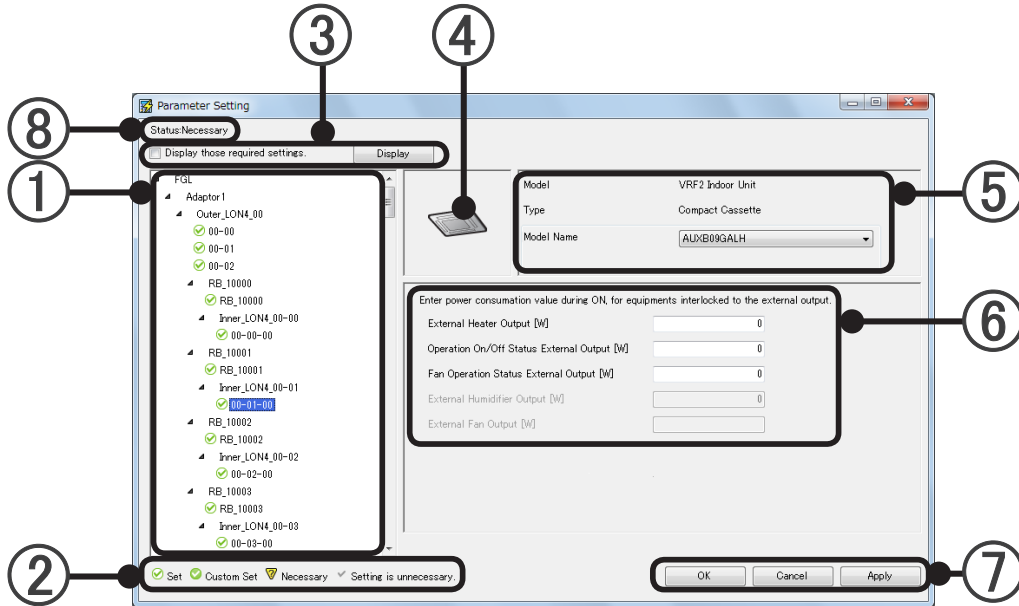 ③
④
Parameter Setting
⑧
Status:Necessary
Display those required settings.
Display
①
FGL
Adaptor1
Outer_LON4_00
00-00
00-01
00-02
RB_10000
RB_10000
Inner_LON4_00-00
00-00-00
RB_10001
RB_10001
Inner_LON4_00-01
00-01-00
RB_10002
RB_10002
Inner_LON4_00-02
00-02-00
RB_10003
RB_10003
Inner_LON4_00-03
00-03-00
Model VRF2 Indoor Unit
Type Compact Cassette
Model Name AUXB09GALH
⑤
Enter power consumation value during ON, for equipments interlocked to the external output.
External Heater Output [W] 0
Operation On/Off Status External Output [W] 0
Fan Operation Status External Output [W] 0
External Humidifier Output [W] 0
External Fan Output [W]
⑥
②
Set Custom Set Necessary Setting is unnecessary.
OK Cancel Apply
⑦